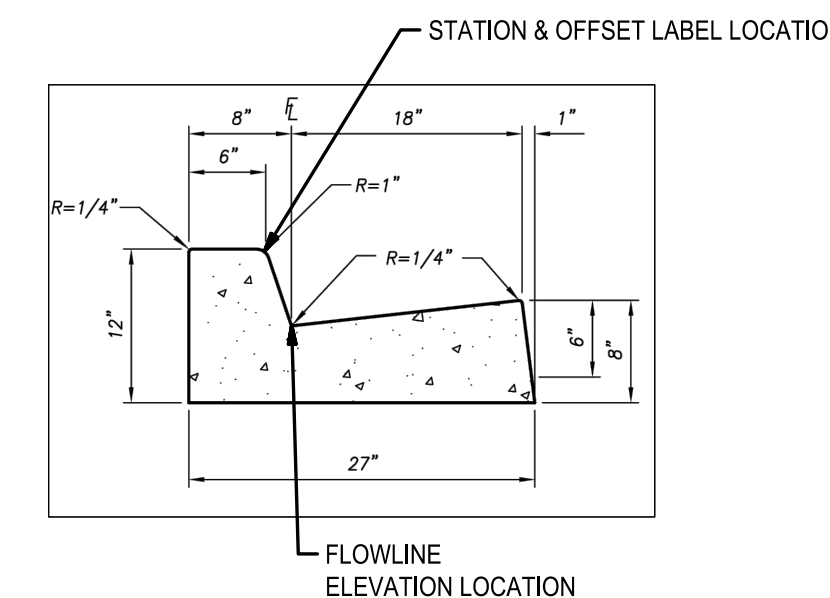 STATION & OFFSET LABEL LOCATIO
8"
FL
18"
1"
6"
R=1"
R=1/4"
R=1/4"
12"
6"
8"
27"
FLOWLINE
ELEVATION LOCATION